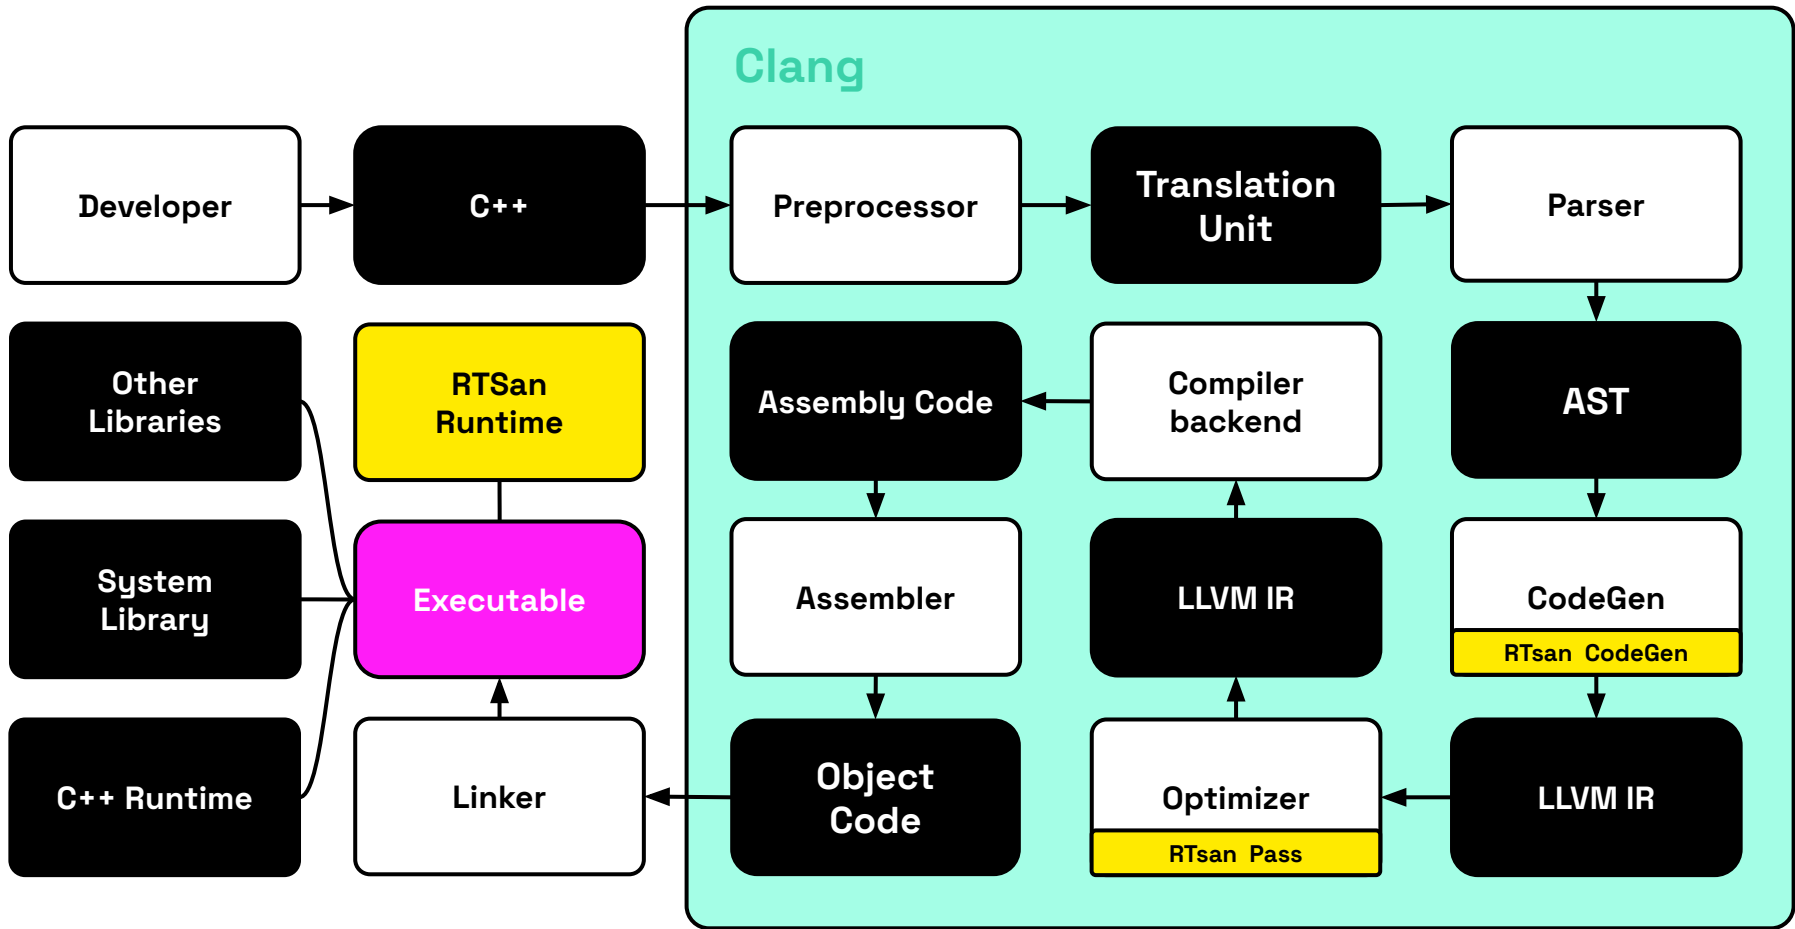 Clang
Developer
C++
Preprocessor
Translation
Unit
Parser
Other
Libraries
RTSan
Runtime
Assembly Code
Compiler
backend
AST
System
Library
Executable
Assembler
LLVM IR
CodeGen
RTsan CodeGen
C++ Runtime
Linker
Object
Code
Optimizer
RTsan Pass
LLVM IR